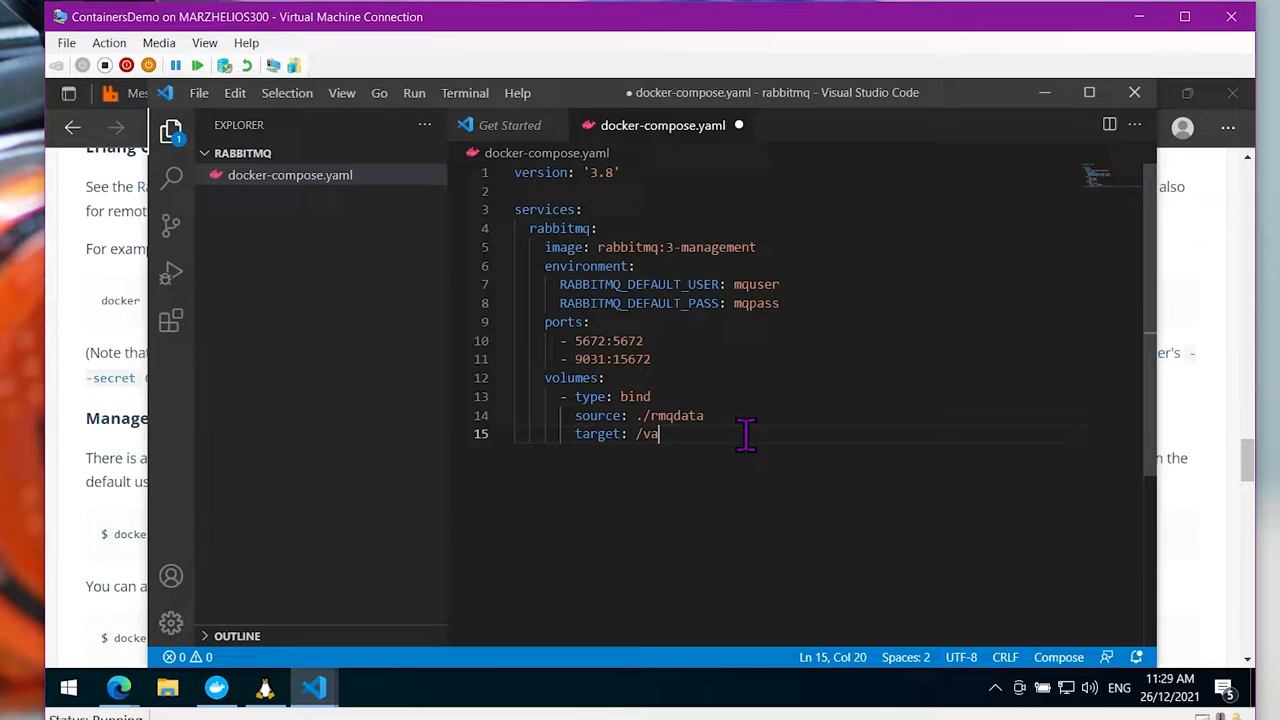 ContainersDemo on MARZHELIOS300 - Virtual Machine Connection
File Action Media View Help
Mes
File Edit Selection View Go Run Terminal Help
● docker-compose.yaml - rabbitmq - Visual Studio Code
EXPLORER ...
Get Started
docker-compose.yaml
RABBITMQ
docker-compose.yaml
docker-compose.yaml
1 version: '3.8'
2
3 services:
4 rabbitmq:
5 image: rabbitmq:3-management
6 environment:
7 RABBITMQ_DEFAULT_USER: mquser
8 RABBITMQ_DEFAULT_PASS: mqpass
9 ports:
10 - 5672:5672
11 - 9031:15672
12 volumes:
13 - type: bind
14 source: ./rmqdata
15 target: /va
Erlang C
See the Ra
also
for remot
For examp
docker
(Note that
er's -
-secret
Manage
There is a
n the
default us
$ docke
You can a
$ docke
1
OUTLINE
0 0
Ln 15, Col 20 Spaces: 2 UTF-8 CRLF Compose
ENG
11:29 AM
26/12/2021
5
Status: Running